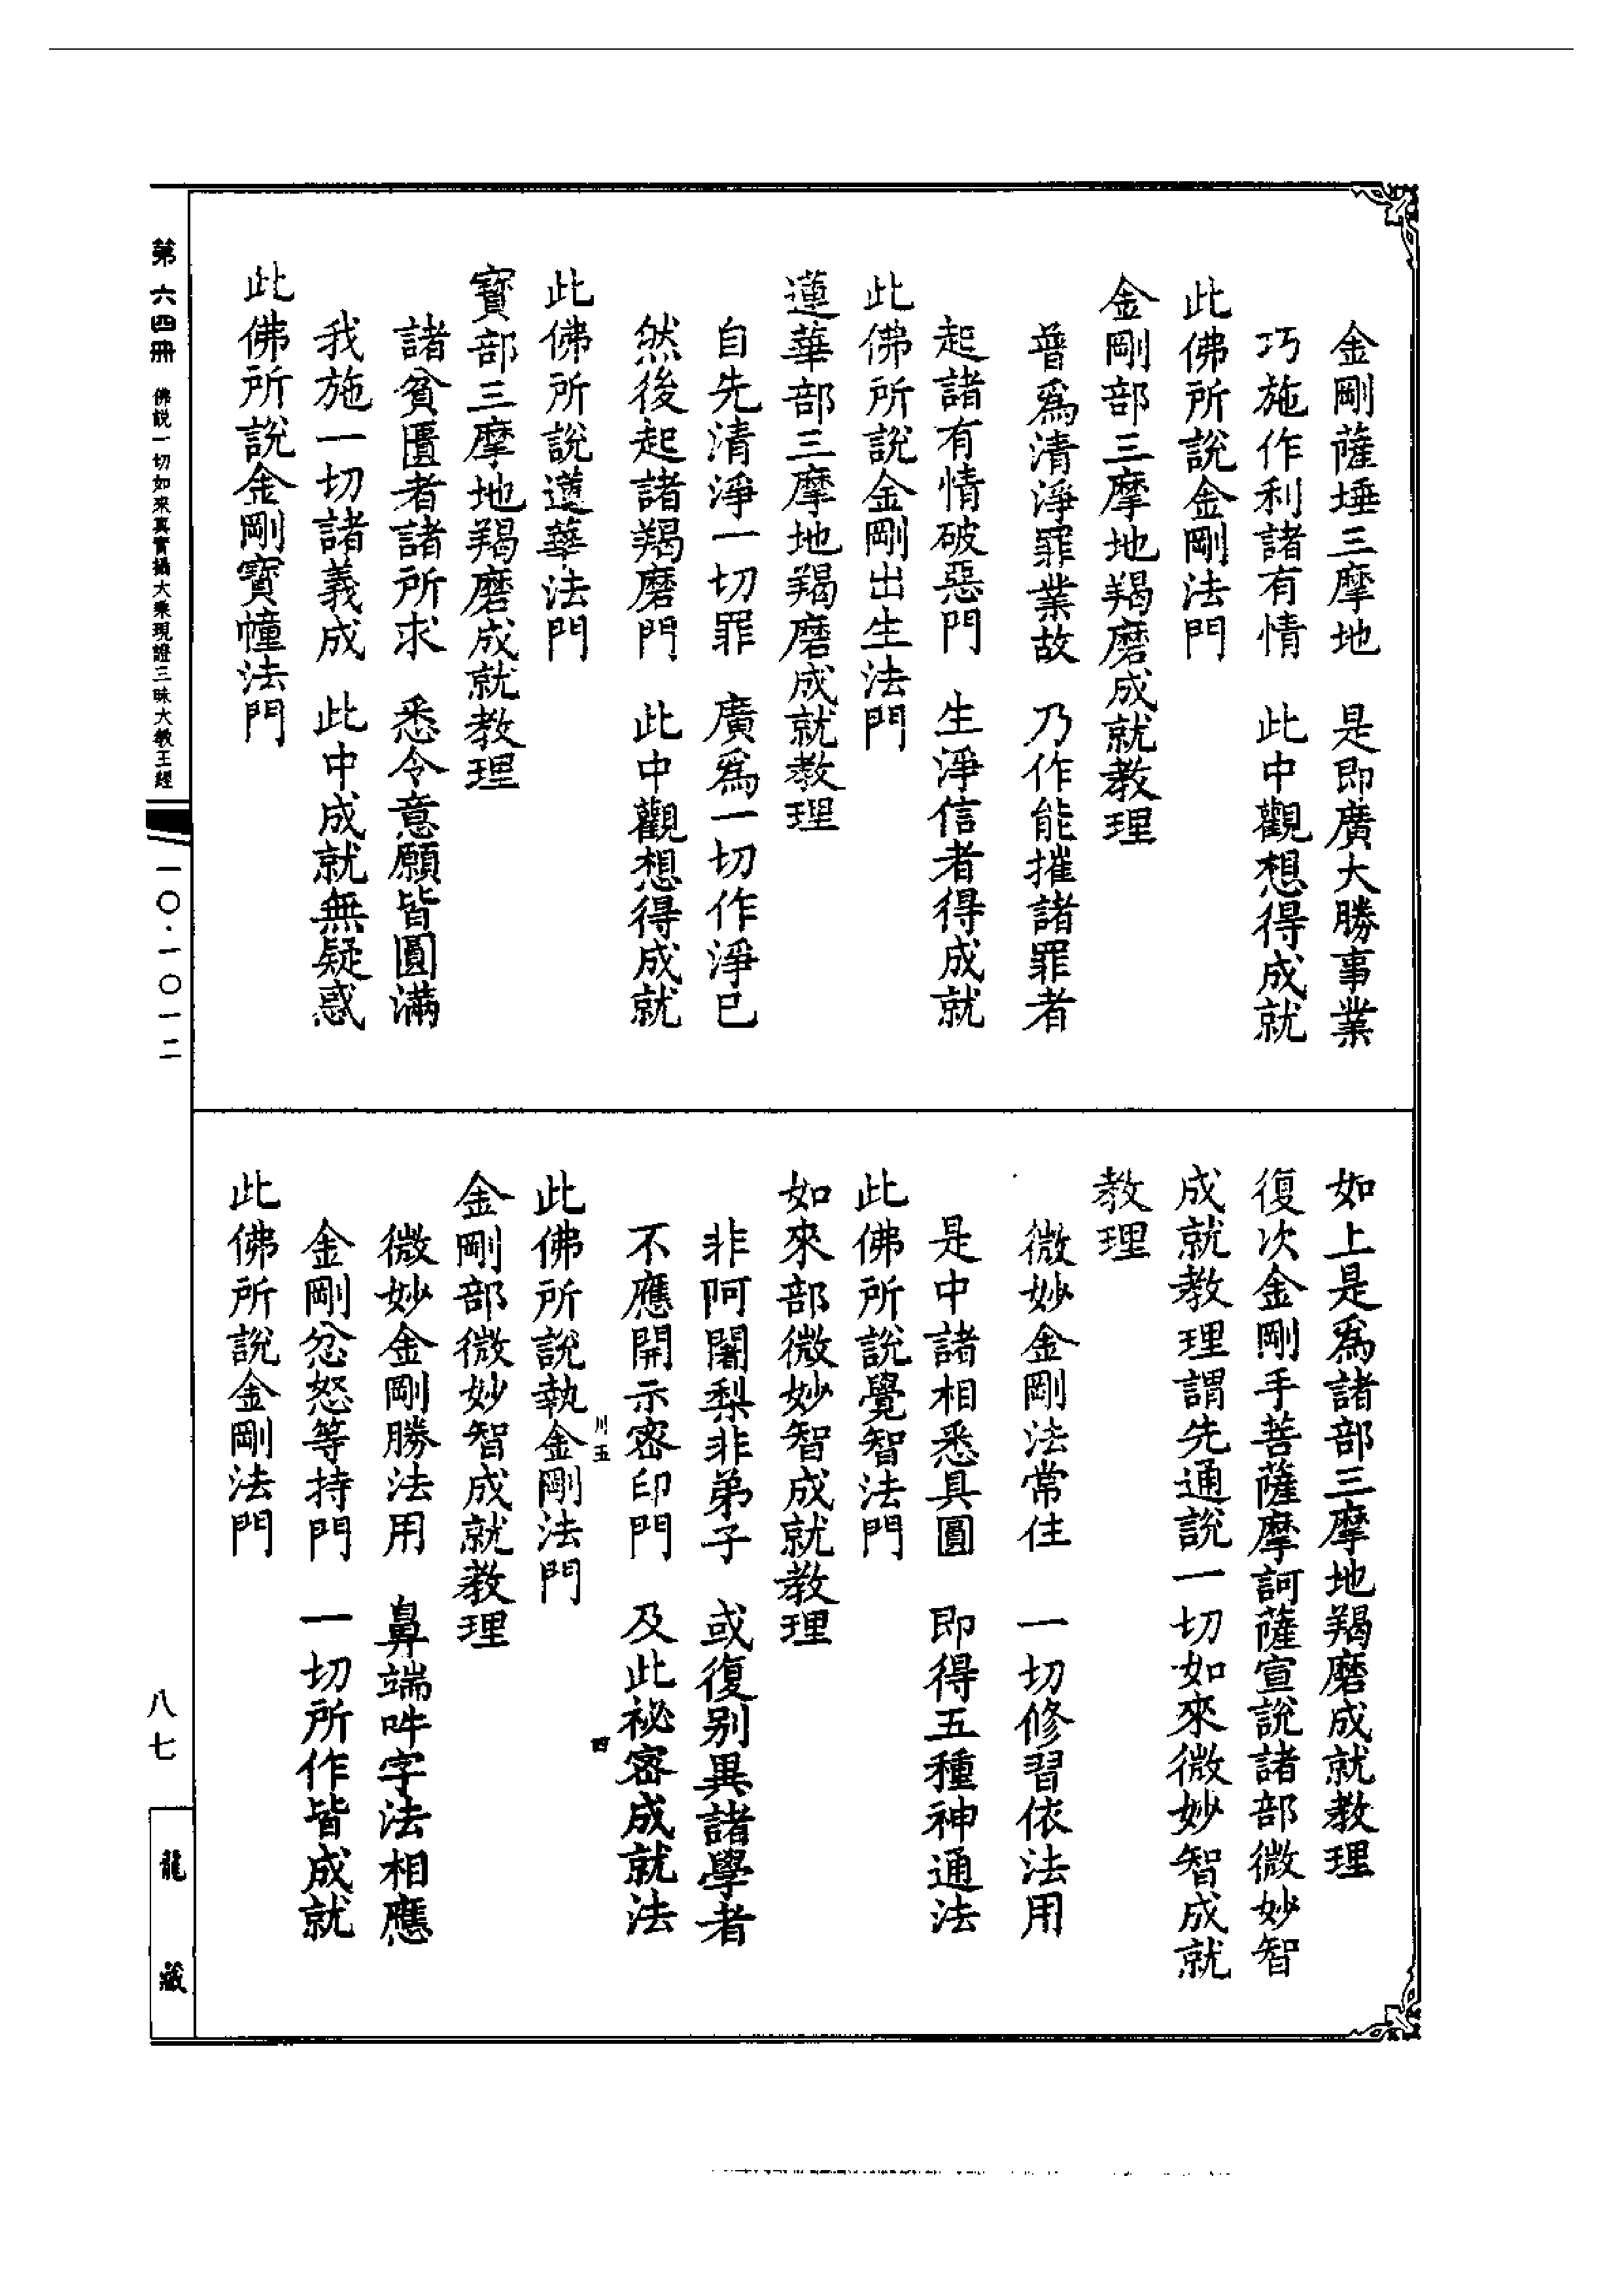 金剛薩埵三摩地　是即廣大勝事業
巧施作利諸有情　此中觀想得成就
此佛所說金剛法門
金剛部三摩地羯磨成就教理
普爲清淨罪業故　乃作能摧諸罪者
起諸有情破惡門　生淨信者得成就
此佛所說金剛出生法門
蓮華部三摩地羯磨成就教理
自先清淨一切罪　廣爲一切作淨已
然後起諸羯磨門　此中觀想得成就
此佛所說蓮華法門
寶部三摩地羯磨成就教理
諸貧匱者諸所求　悉令意願皆圓滿
我施一切諸義成　此中成就無疑惑
此佛所說金剛寶幢法門
如上是爲諸部三摩地羯磨成就教理
復次金剛手菩薩摩訶薩宣說諸部微妙智
成就教理謂先通說一切如來微妙智成就
教理
微妙金剛法常住　一切修習依法用
是中諸相悉具圓　即得五種神通法
此佛所說覺智法門
如來部微妙智成就教理
非阿闍梨非弟子　或復別異諸學者
不應開示密印門　及此祕密成就法
川五　四
此佛所說執金剛法門
金剛部微妙智成就教理
微妙金剛勝法用　鼻端吽字法相應
金剛忿怒等持門　一切所作皆成就
此佛所說金剛法門
第六四冊　佛說一切如來真實攝大乘現證三昧大教王經
一〇·一〇一二
八七
龍藏